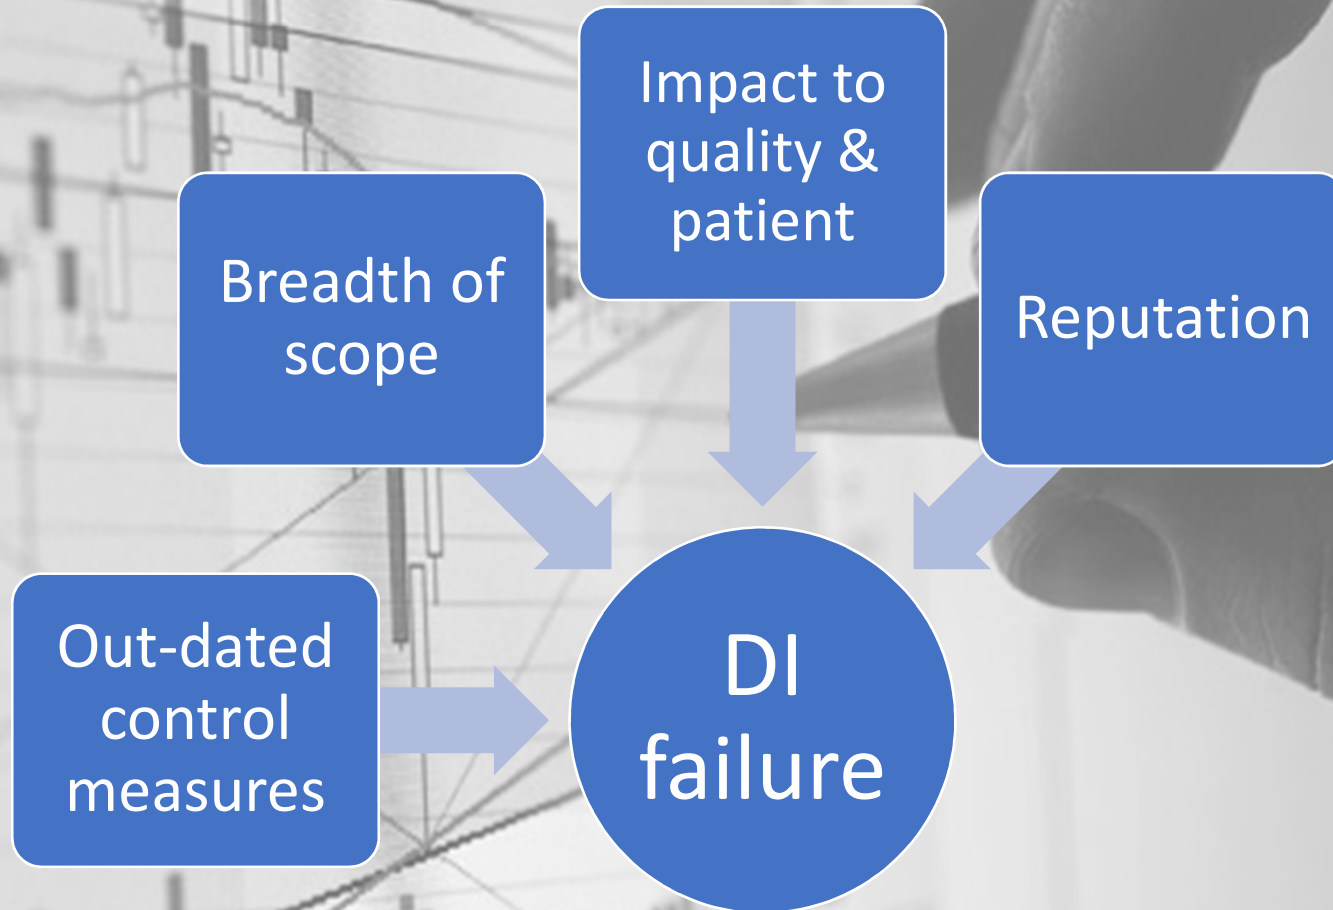 Impact to
quality &
patient
Breadth of
scope
Reputation
Out-dated
control
measures
DI
failure